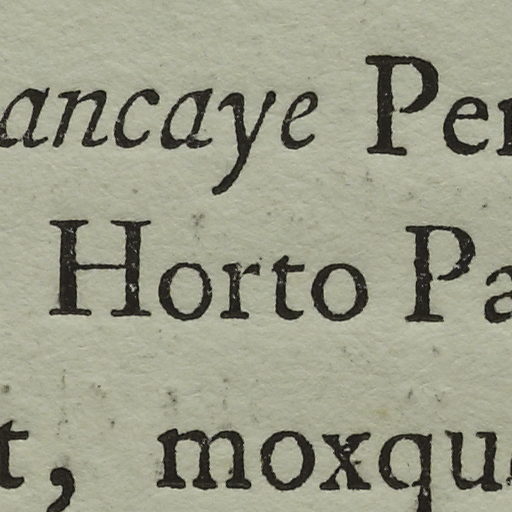 ancaye Per
Horto Pa
t, moxqu